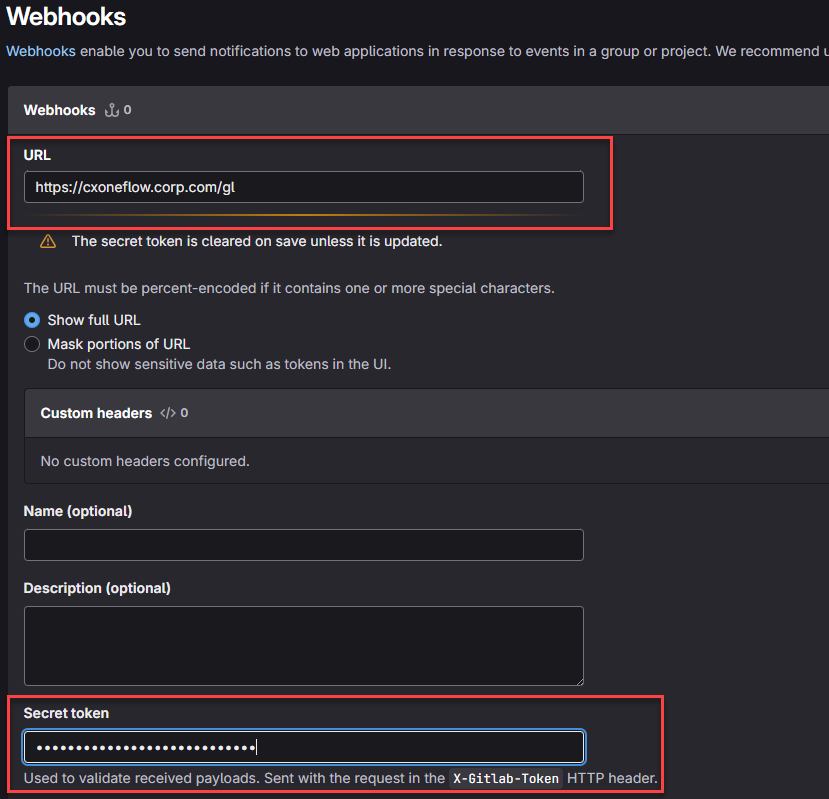 Webhooks
Webhooks enable you to send notifications to web applications in response to events in a group or project. We recommend
Webhooks 0
URL
https://cxoneflow.corp.com/gl
The secret token is cleared on save unless it is updated.
The URL must be percent-encoded if it contains one or more special characters.
Show full URL
Mask portions of URL
Do not show sensitive data such as tokens in the UI.
Custom headers </> 0
No custom headers configured.
Name (optional)
Description (optional)
Secret token
••••••••••••••••••••••••••••
Used to validate received payloads. Sent with the request in the X-Gitlab-Token HTTP header.